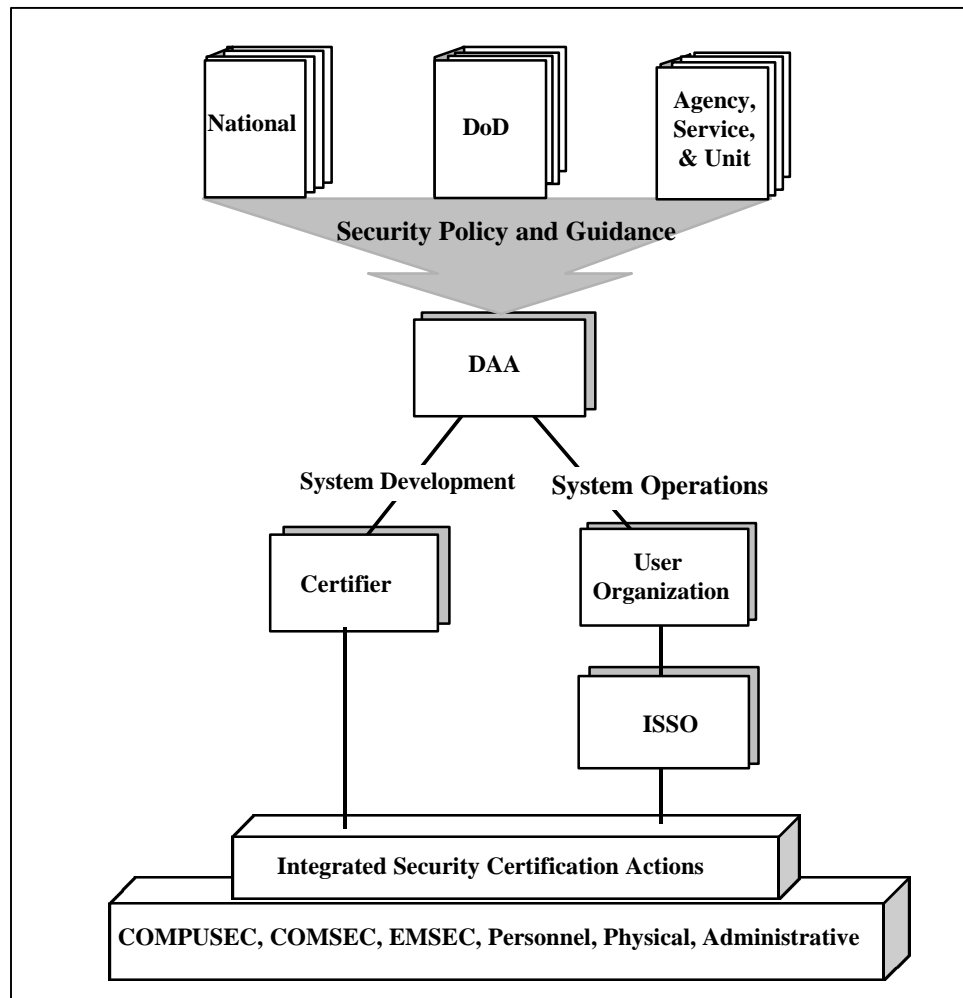 National
DoD
Agency,
Service,
& Unit
Security Policy and Guidance
DAA
System Development
System Operations
Certifier
User
Organization
ISSO
Integrated Security Certification Actions
COMPUSEC, COMSEC, EMSEC, Personnel, Physical, Administrative